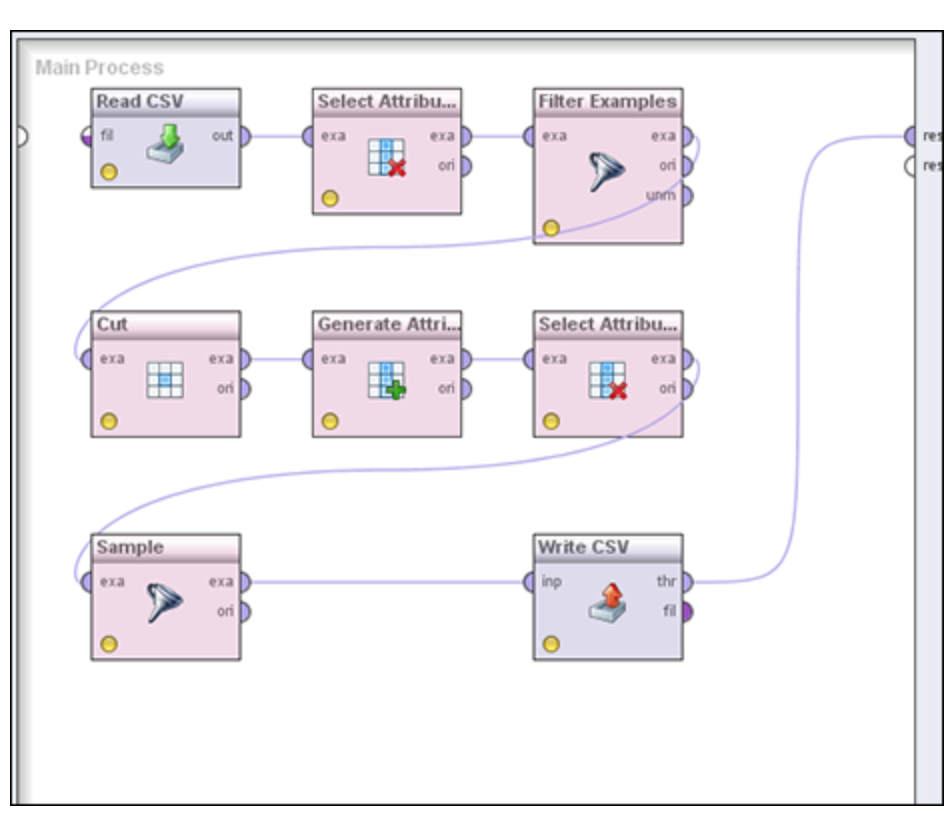 Main Process
Read CSV
fil out
Select Attribu...
exa exa
ori
Filter Examples
exa exa
ori
unm
res
res
Cut
exa exa
ori
Generate Attri...
exa exa
ori
Select Attribu...
exa exa
ori
Sample
exa exa
ori
Write CSV
inp thr
fil